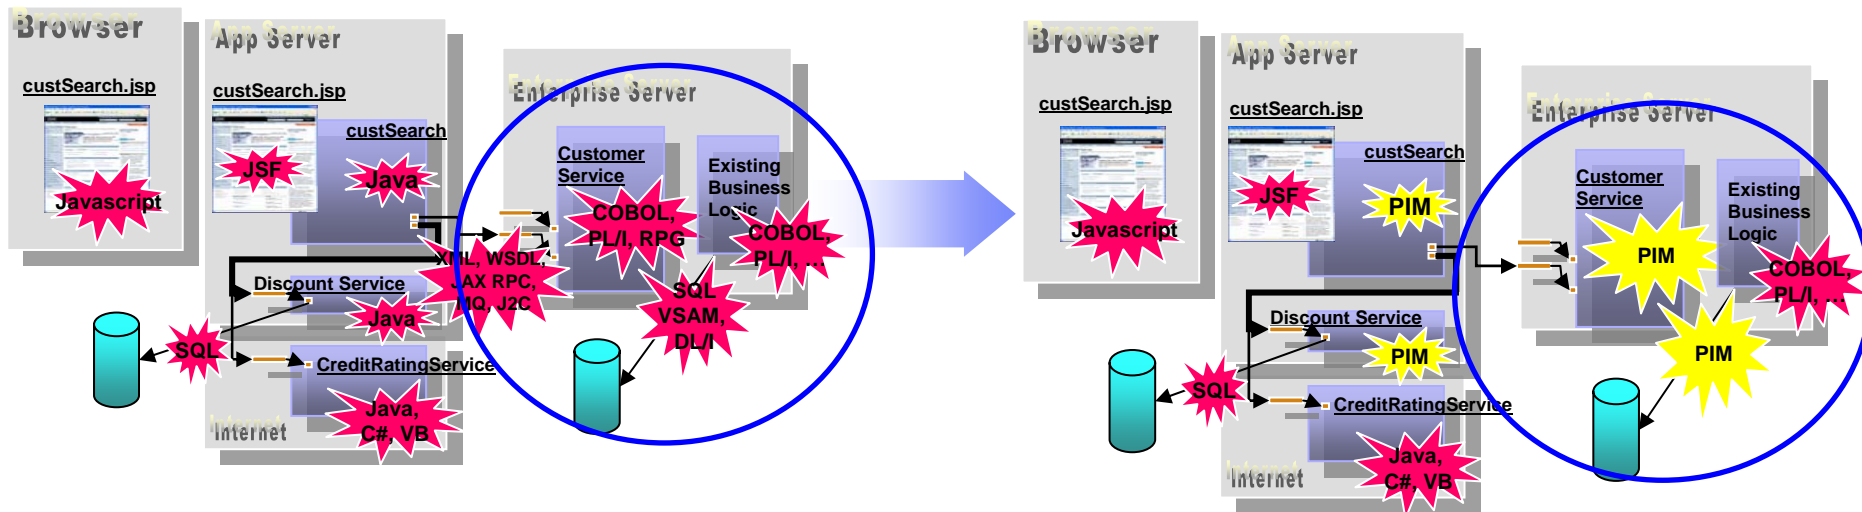 Browser
custSearch.jsp
Javascript
App Server
custSearch.jsp
JSF
custSearch
Java
Discount Service
Java
SQL
CreditRatingService
Java,
C#, VB
Internet
XML, WSDL,
JAX RPC,
MQ, J2C
Enterprise Server
Customer
Service
COBOL,
PL/I, RPG
Existing
Business
Logic
COBOL,
PL/I, …
SQL
VSAM,
DL/I
Browser
custSearch.jsp
Javascript
App Server
custSearch.jsp
JSF
custSearch
PIM
Discount Service
PIM
SQL
CreditRatingService
Java,
C#, VB
Internet
Enterprise Server
Customer
Service
PIM
Existing
Business
Logic
COBOL,
PL/I, …
PIM